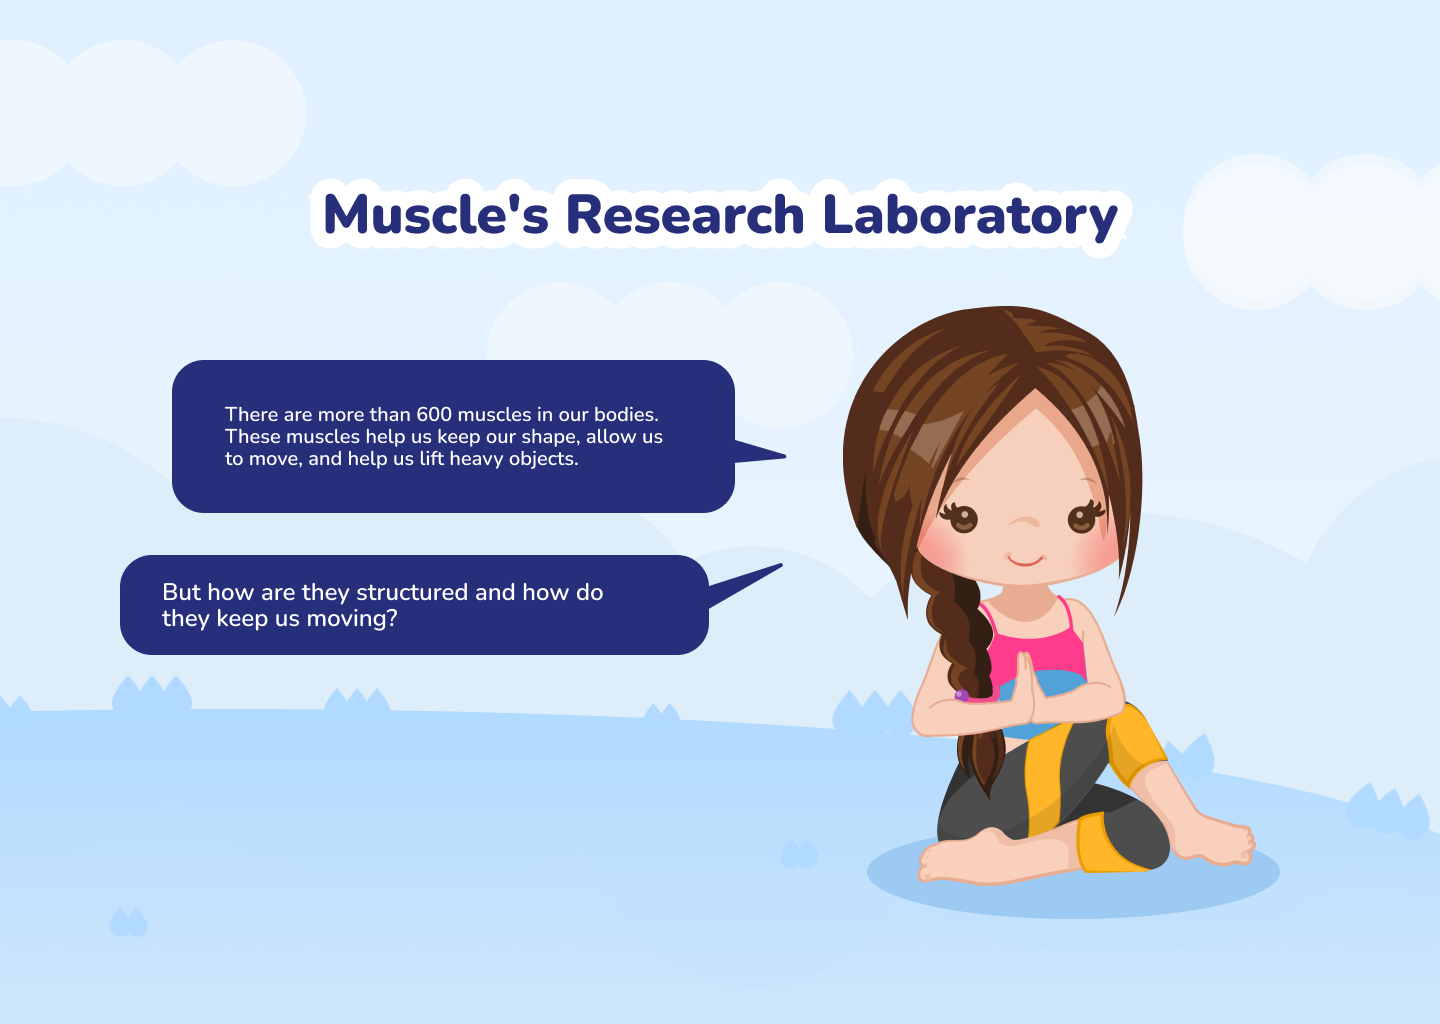 Muscle's Research Laboratory
There are more than 600 muscles in our bodies.
These muscles help us keep our shape, allow us
to move, and help us lift heavy objects.
But how are they structured and how do
they keep us moving?